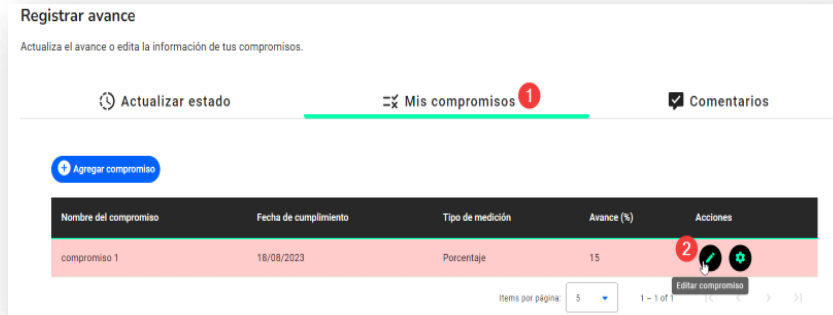 Registrar avance
Actualiza el avance o edita la información de tus compromisos.
Actualizar estado Mis compromisos 1 Comentarios
Agregar compromiso
Nombre del compromiso Fecha de cumplimiento Tipo de medición Avance (%) Acciones
compromiso 1 18/08/2023 Porcentaje 15 2
Editar compromiso
Items por página: 5 1 – 1 of 1